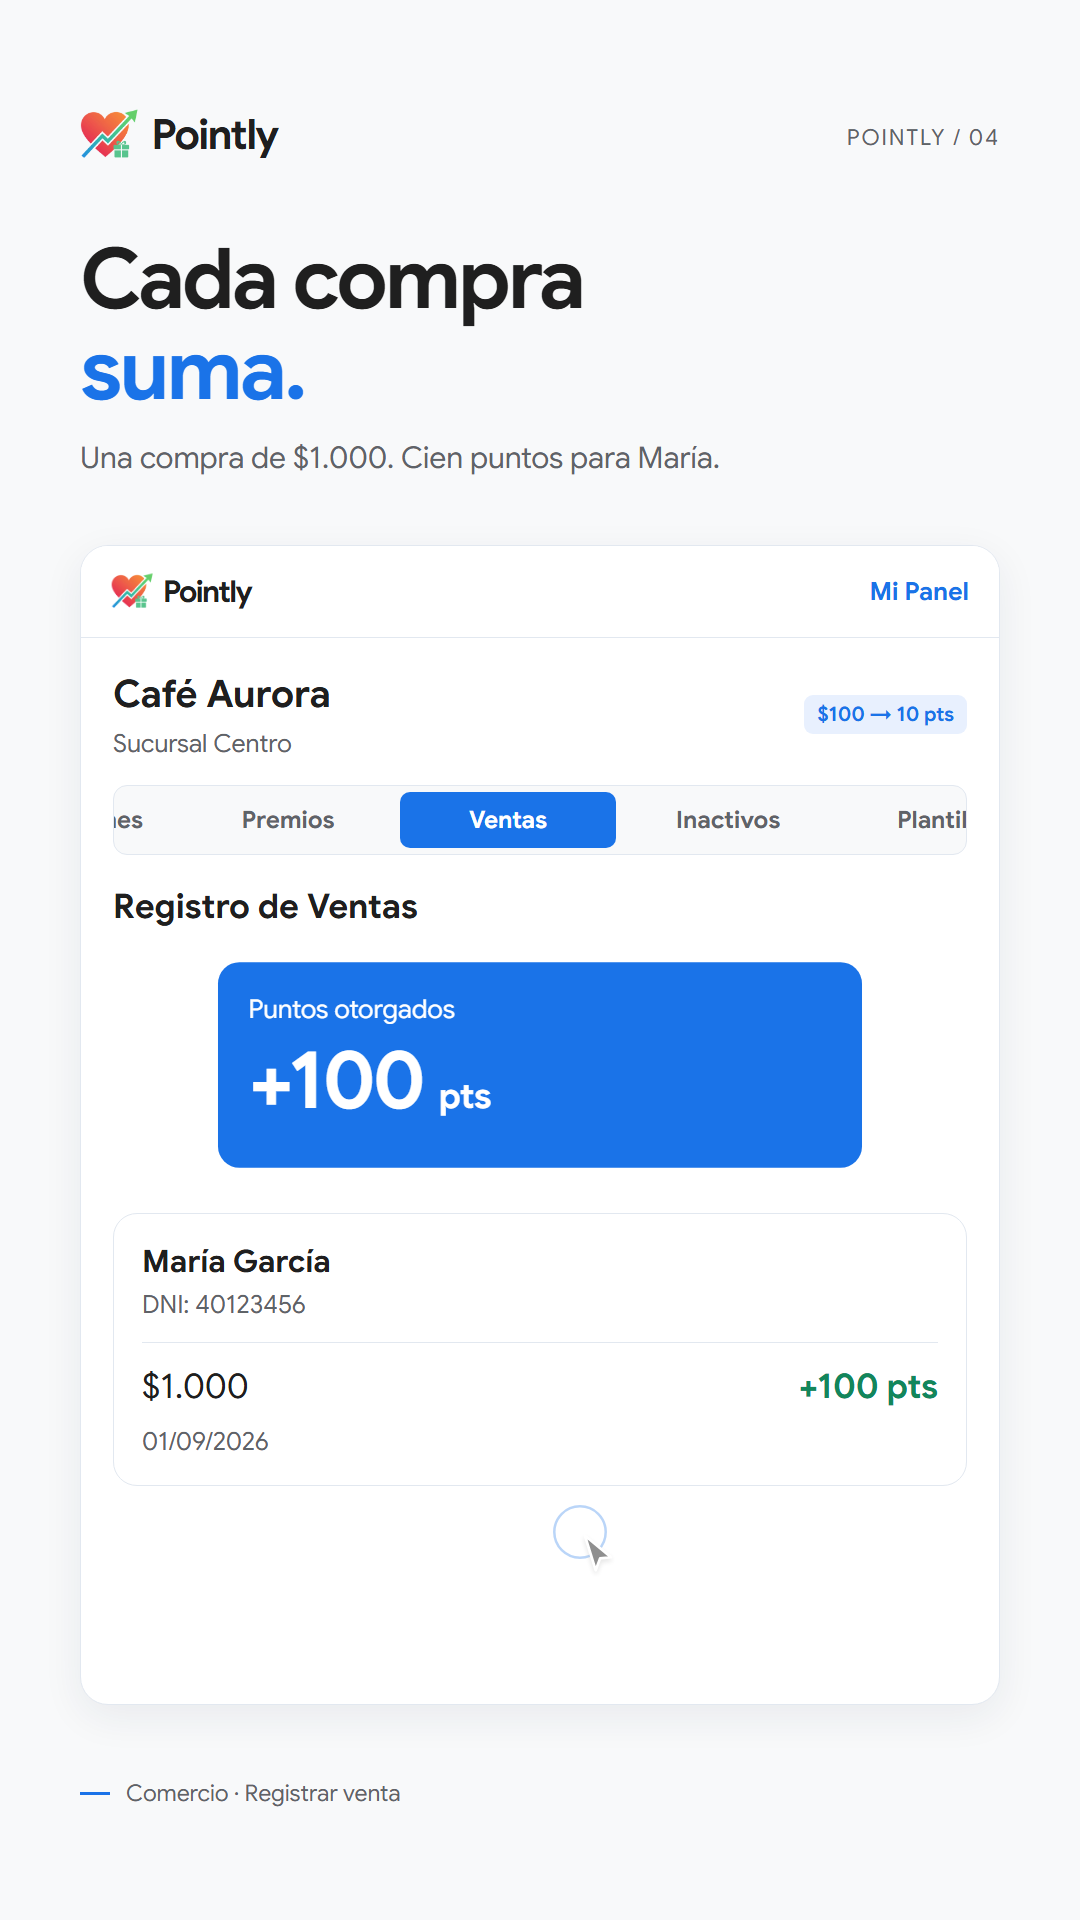 Pointly
POINTLY / 04
Cada compra
suma.
Una compra de $1.000. Cien puntos para María.
Pointly
Mi Panel
Café Aurora
$100 → 10 pts
Sucursal Centro
nes Premios Ventas Inactivos Plantil
Registro de Ventas
Puntos otorgados
+100 pts
María García
DNI: 40123456
$1.000 +100 pts
01/09/2026
Comercio · Registrar venta